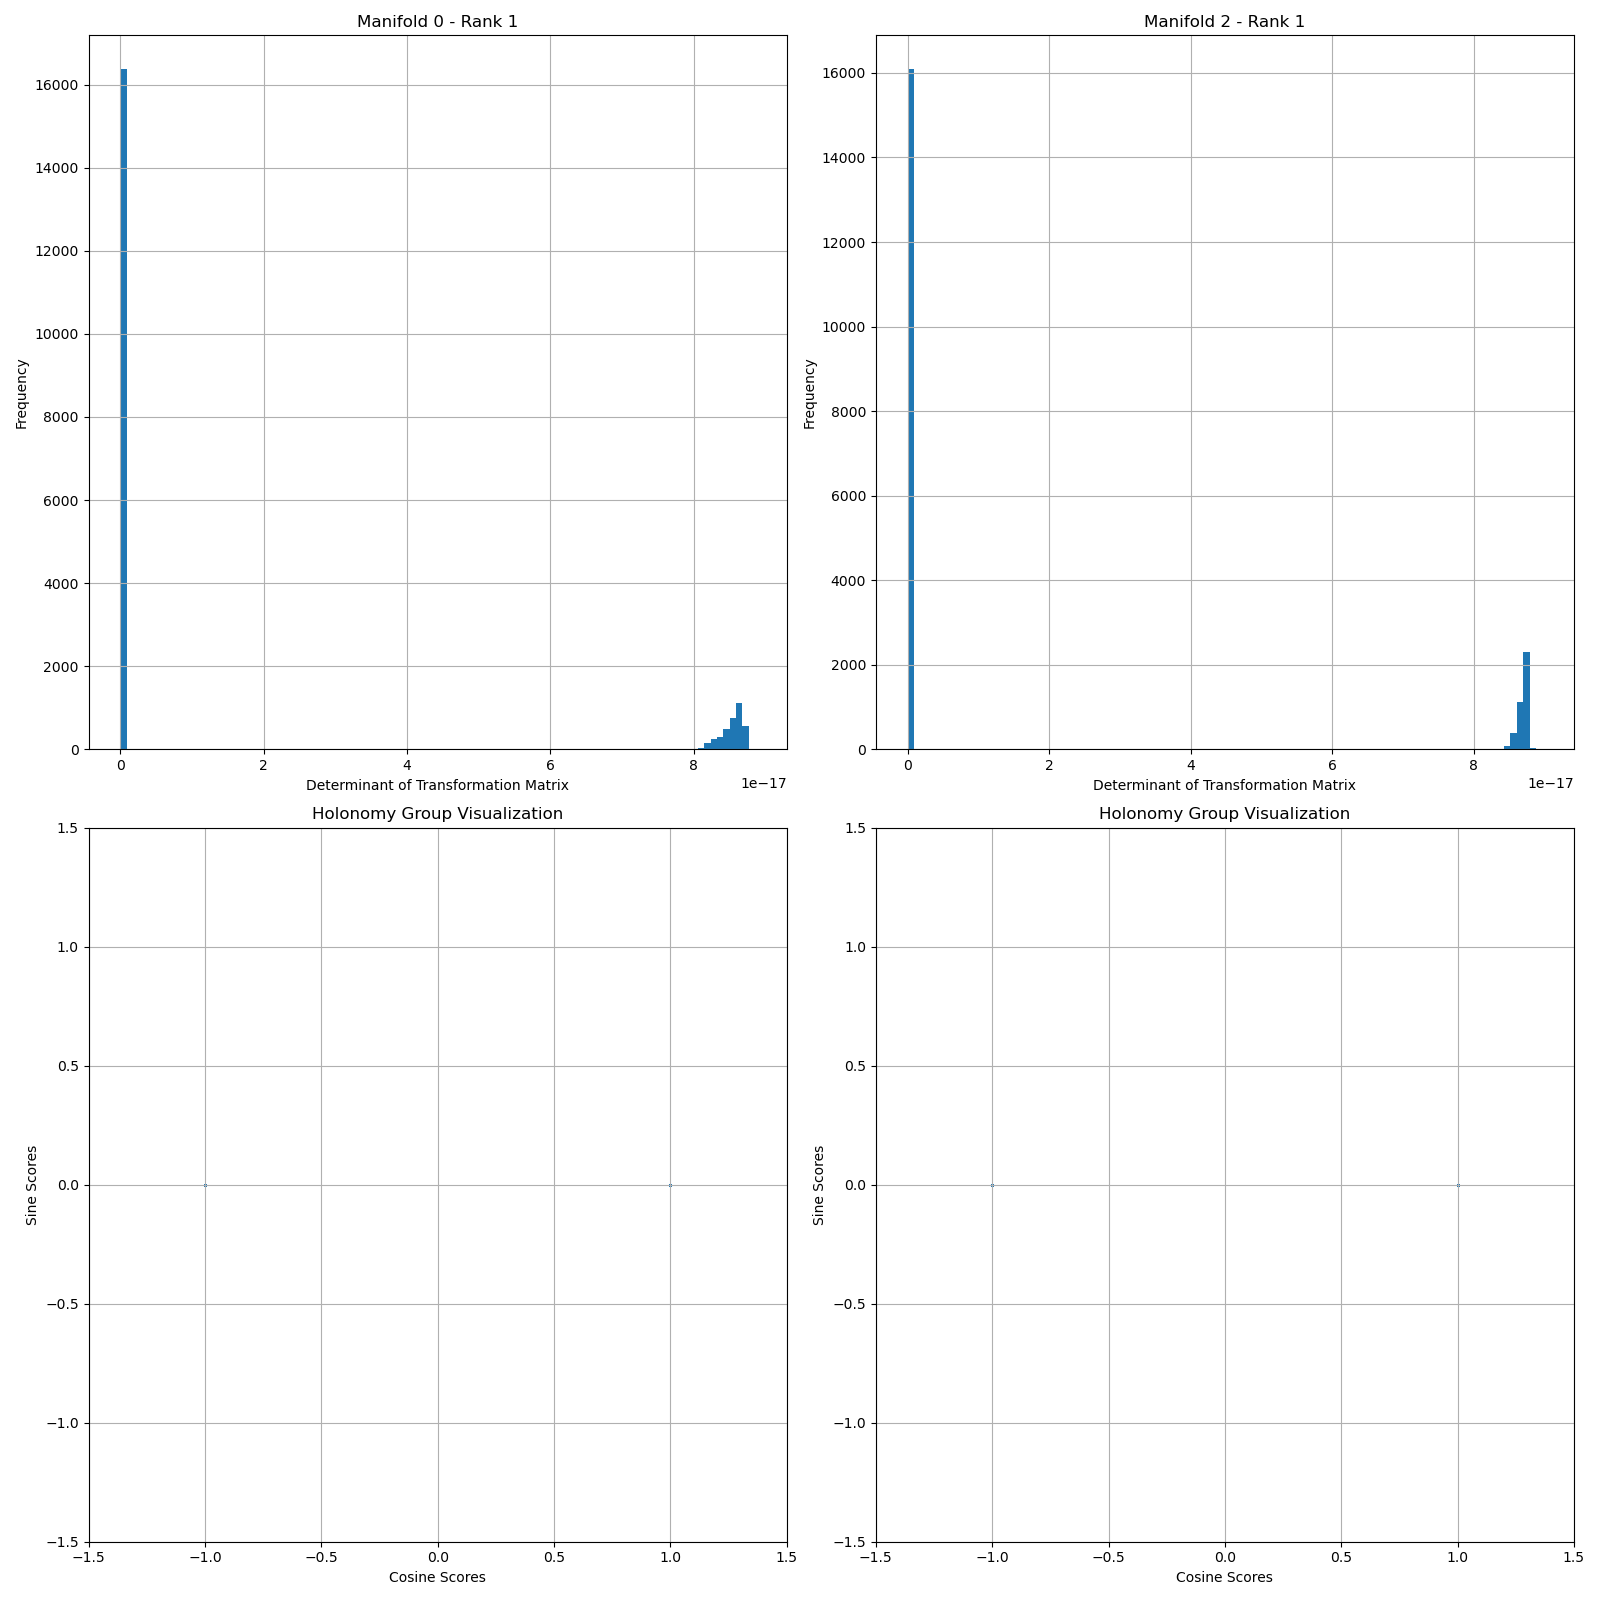 Manifold 0 - Rank 1
16000
14000
12000
10000
8000
6000
4000
2000
0
Frequency
0 2 4 6 8
1e−17
Determinant of Transformation Matrix
Manifold 2 - Rank 1
16000
14000
12000
10000
8000
6000
4000
2000
0
Frequency
0 2 4 6 8
1e−17
Determinant of Transformation Matrix
Holonomy Group Visualization
1.5
1.0
0.5
0.0
−0.5
−1.0
−1.5
Sine Scores
−1.5 −1.0 −0.5 0.0 0.5 1.0 1.5
Cosine Scores
Holonomy Group Visualization
1.5
1.0
0.5
0.0
−0.5
−1.0
−1.5
Sine Scores
−1.5 −1.0 −0.5 0.0 0.5 1.0 1.5
Cosine Scores